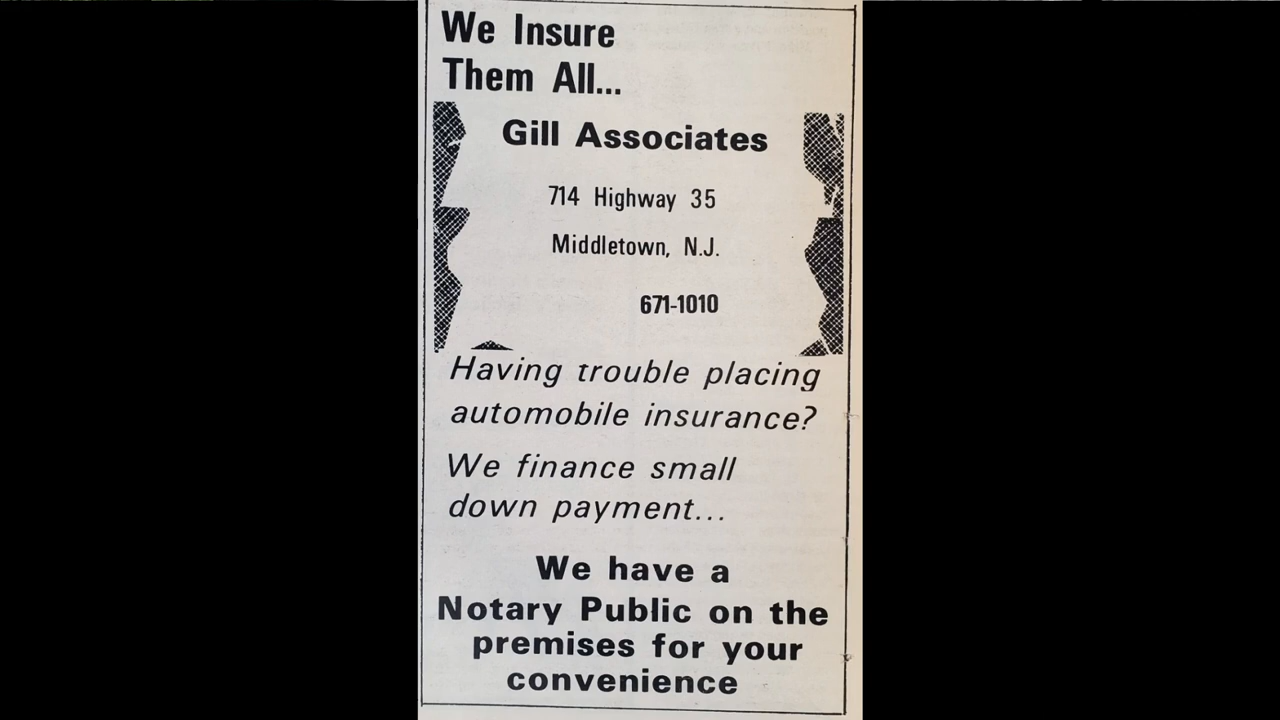 We Insure
Them All...
Gill Associates
714 Highway 35
Middletown, N.J.
671-1010
Having trouble placing
automobile insurance?
We finance small
down payment...
We have a
Notary Public on the
premises for your
convenience